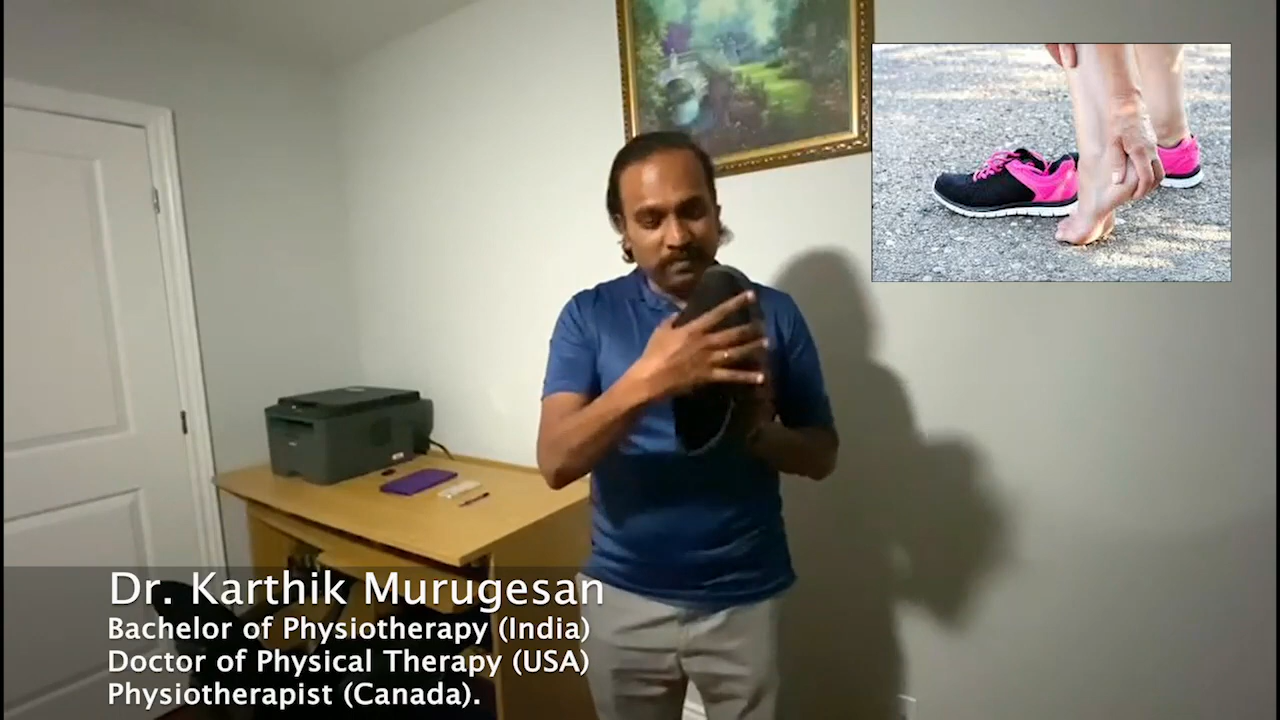 Dr. Karthik Murugesan
Bachelor of Physiotherapy (India)
Doctor of Physical Therapy (USA)
Physiotherapist (Canada).